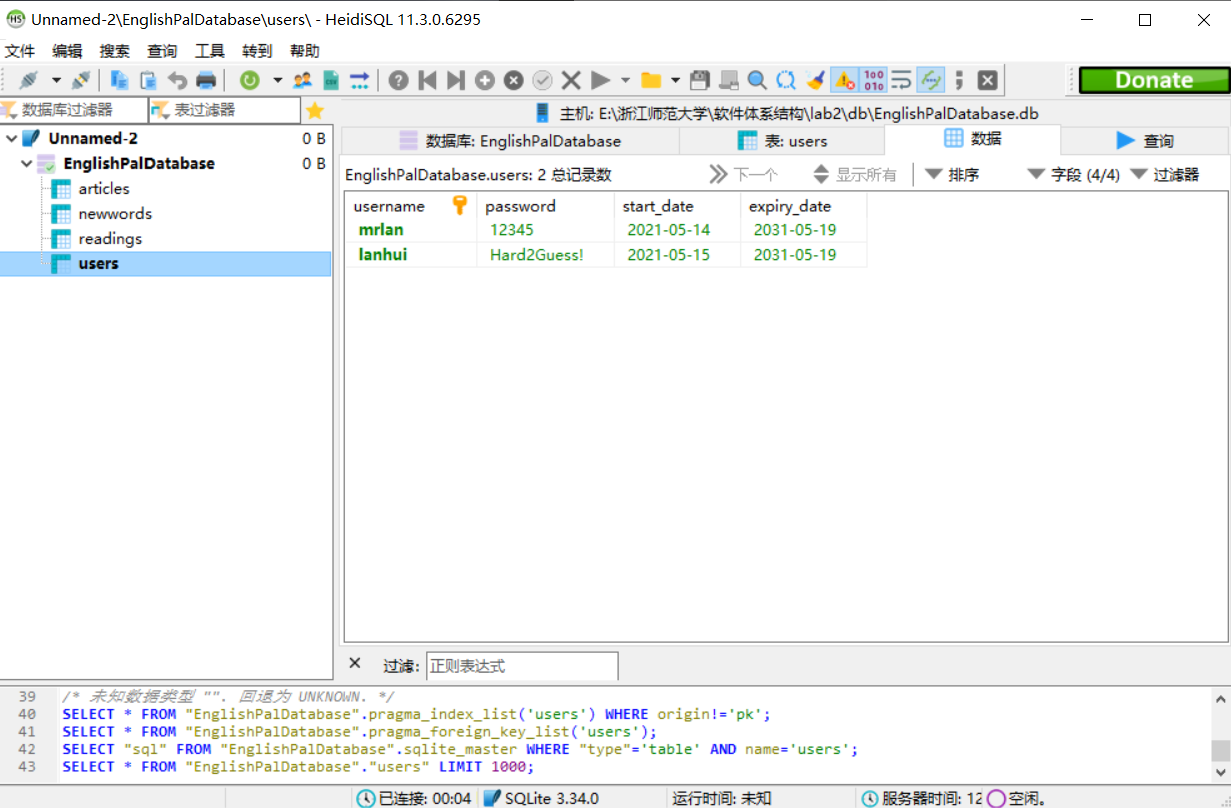 Unnamed-2\EnglishPalDatabase\users\ - HeidiSQL 11.3.0.6295
文件 编辑 搜索 查询 工具 转到 帮助
Donate
数据库过滤器 表过滤器
主机: E:\浙江师范大学\软件体系结构\lab2\db\EnglishPalDatabase.db
Unnamed-2 0 B
EnglishPalDatabase 0 B
articles
newwords
readings
users
数据库: EnglishPalDatabase 表: users 数据 查询
EnglishPalDatabase.users: 2 总记录数 下一个 显示所有 排序 字段 (4/4) 过滤器
username password start_date expiry_date
mrlan 12345 2021-05-14 2031-05-19
lanhui Hard2Guess! 2021-05-15 2031-05-19
过滤: 正则表达式
39 /* 未知数据类型 "". 回退为 UNKNOWN. */
40 SELECT * FROM "EnglishPalDatabase".pragma_index_list('users') WHERE origin!='pk';
41 SELECT * FROM "EnglishPalDatabase".pragma_foreign_key_list('users');
42 SELECT "sql" FROM "EnglishPalDatabase".sqlite_master WHERE "type"='table' AND name='users';
43 SELECT * FROM "EnglishPalDatabase"."users" LIMIT 1000;
已连接: 00:04 SQLite 3.34.0 运行时间: 未知 服务器时间: 12 空闲。